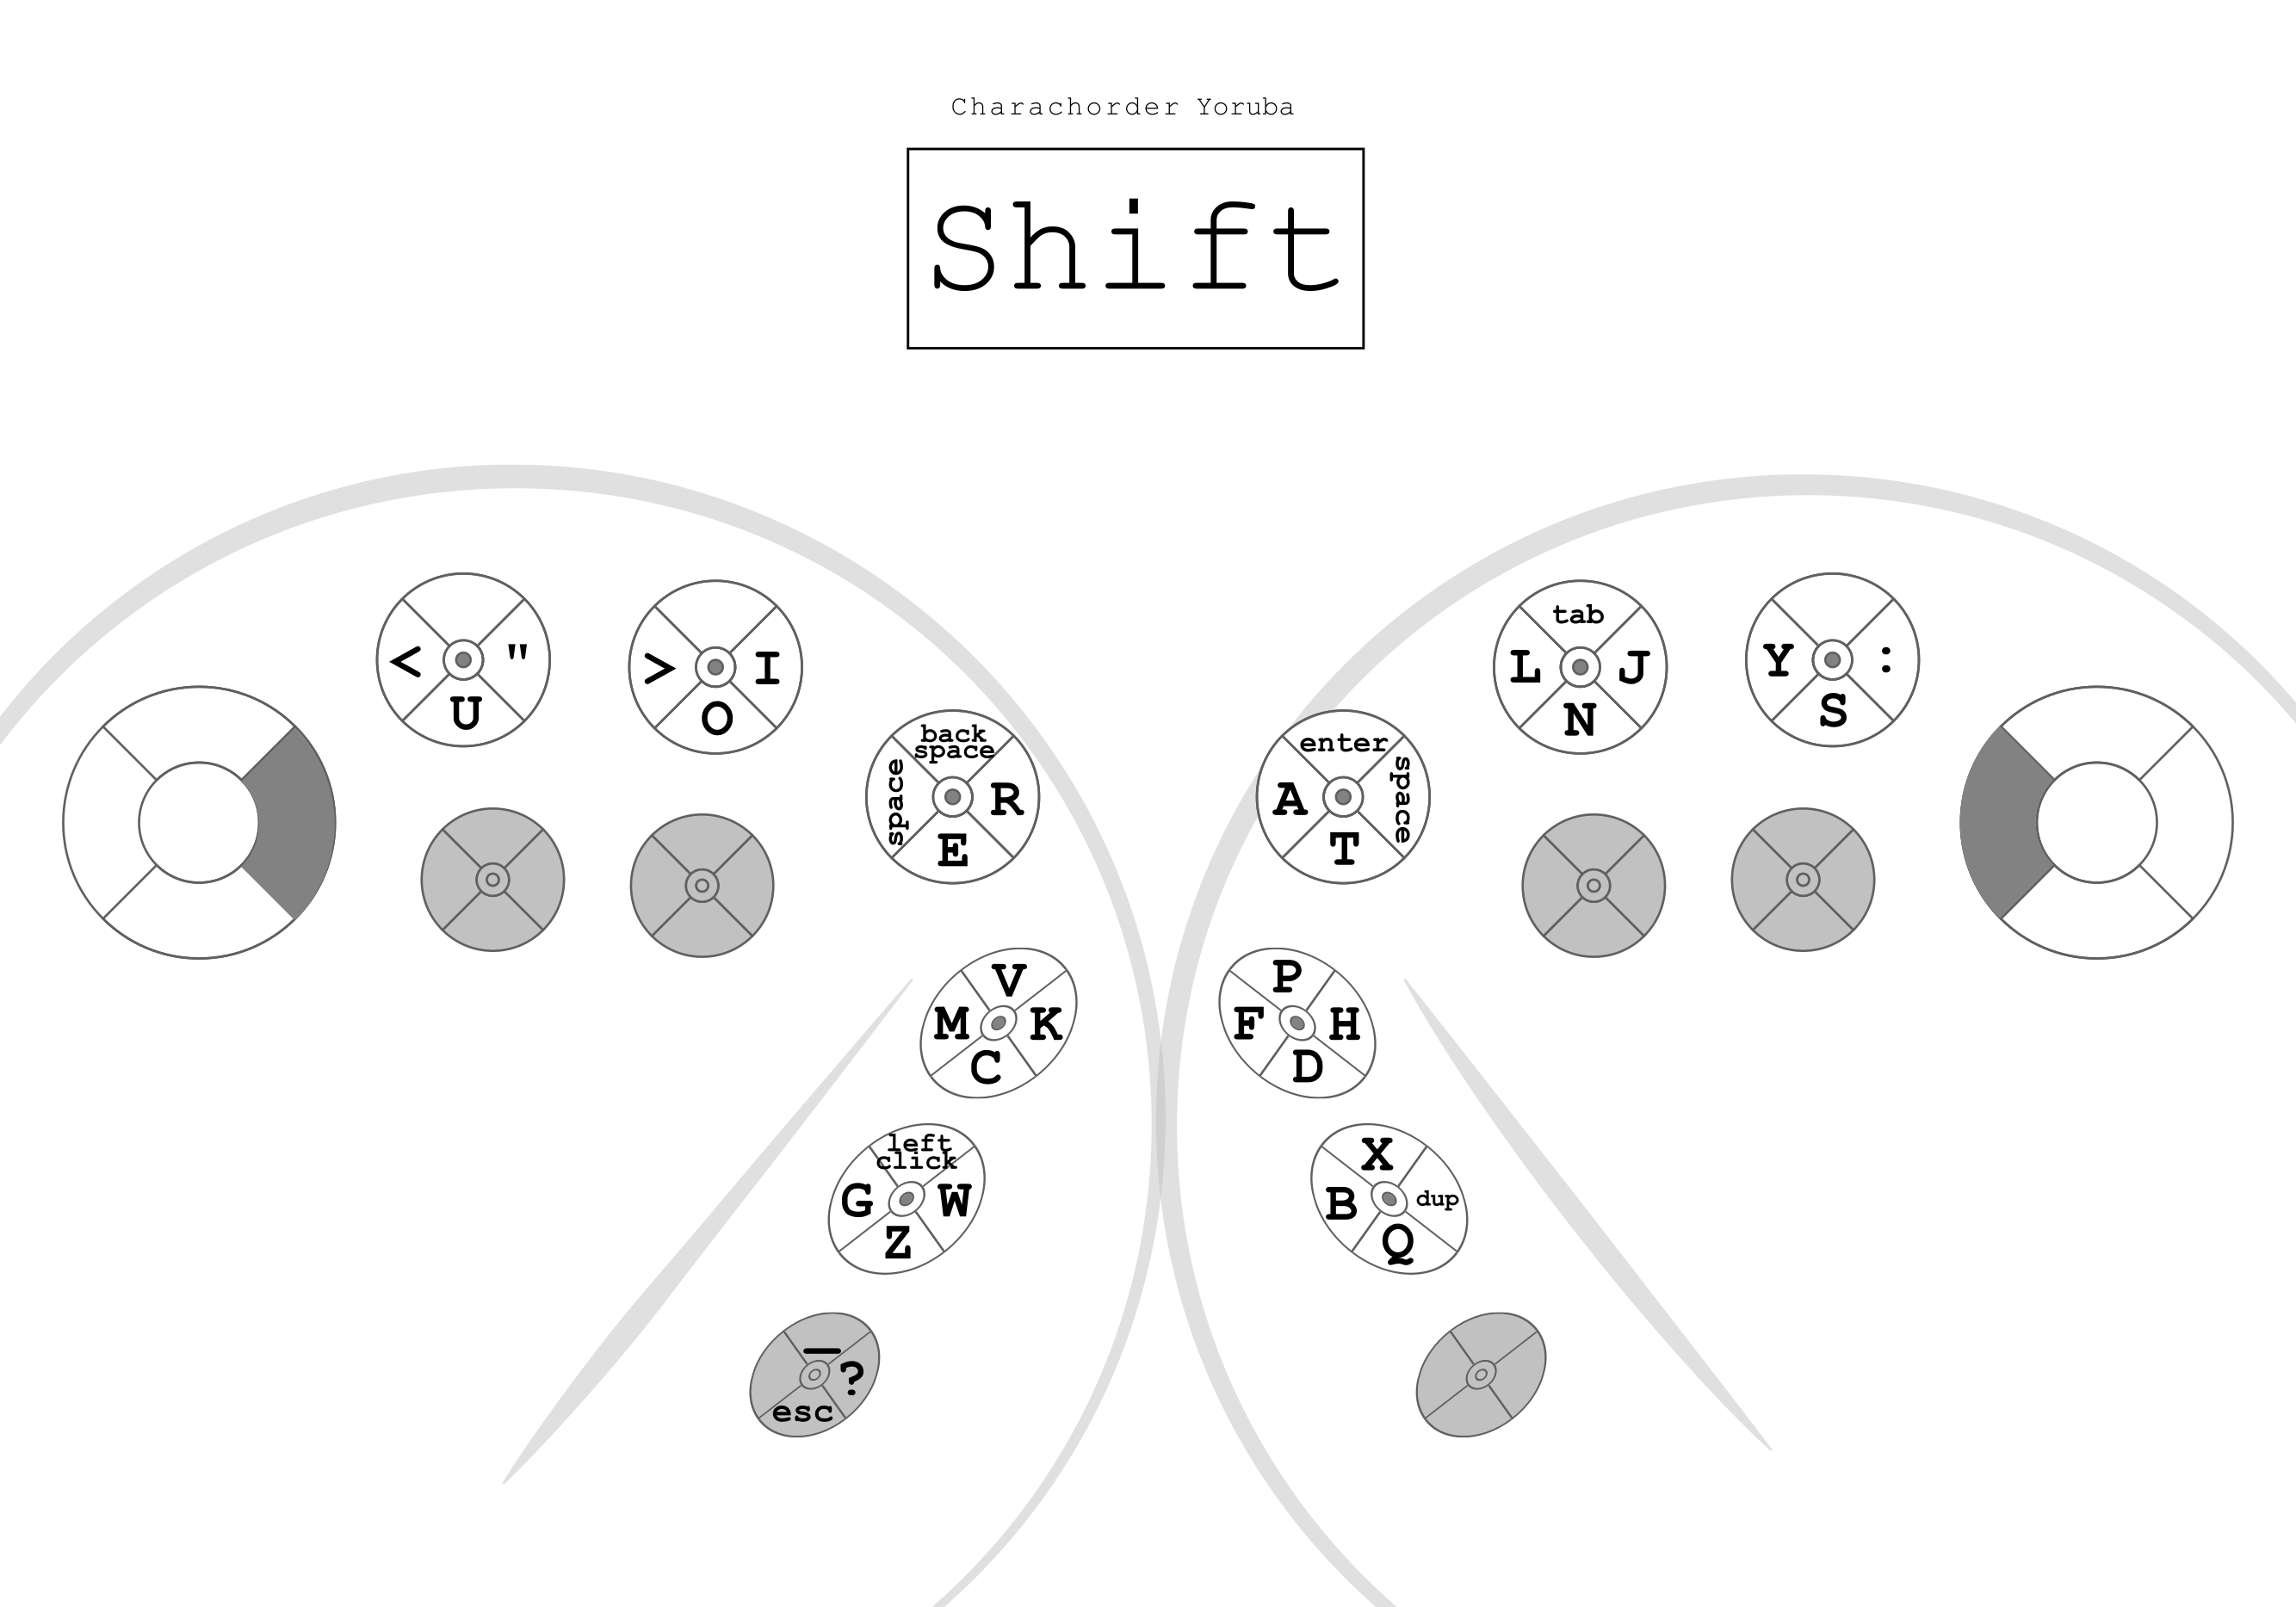 Charachorder Yoruba
Shift
< " U
> I O
back
space
space R E
enter
A space T
tab
L J N
Y : S
V
M K
C
P
F H
D
left
click
G W
Z
X
B dup
Q
_
?
esc